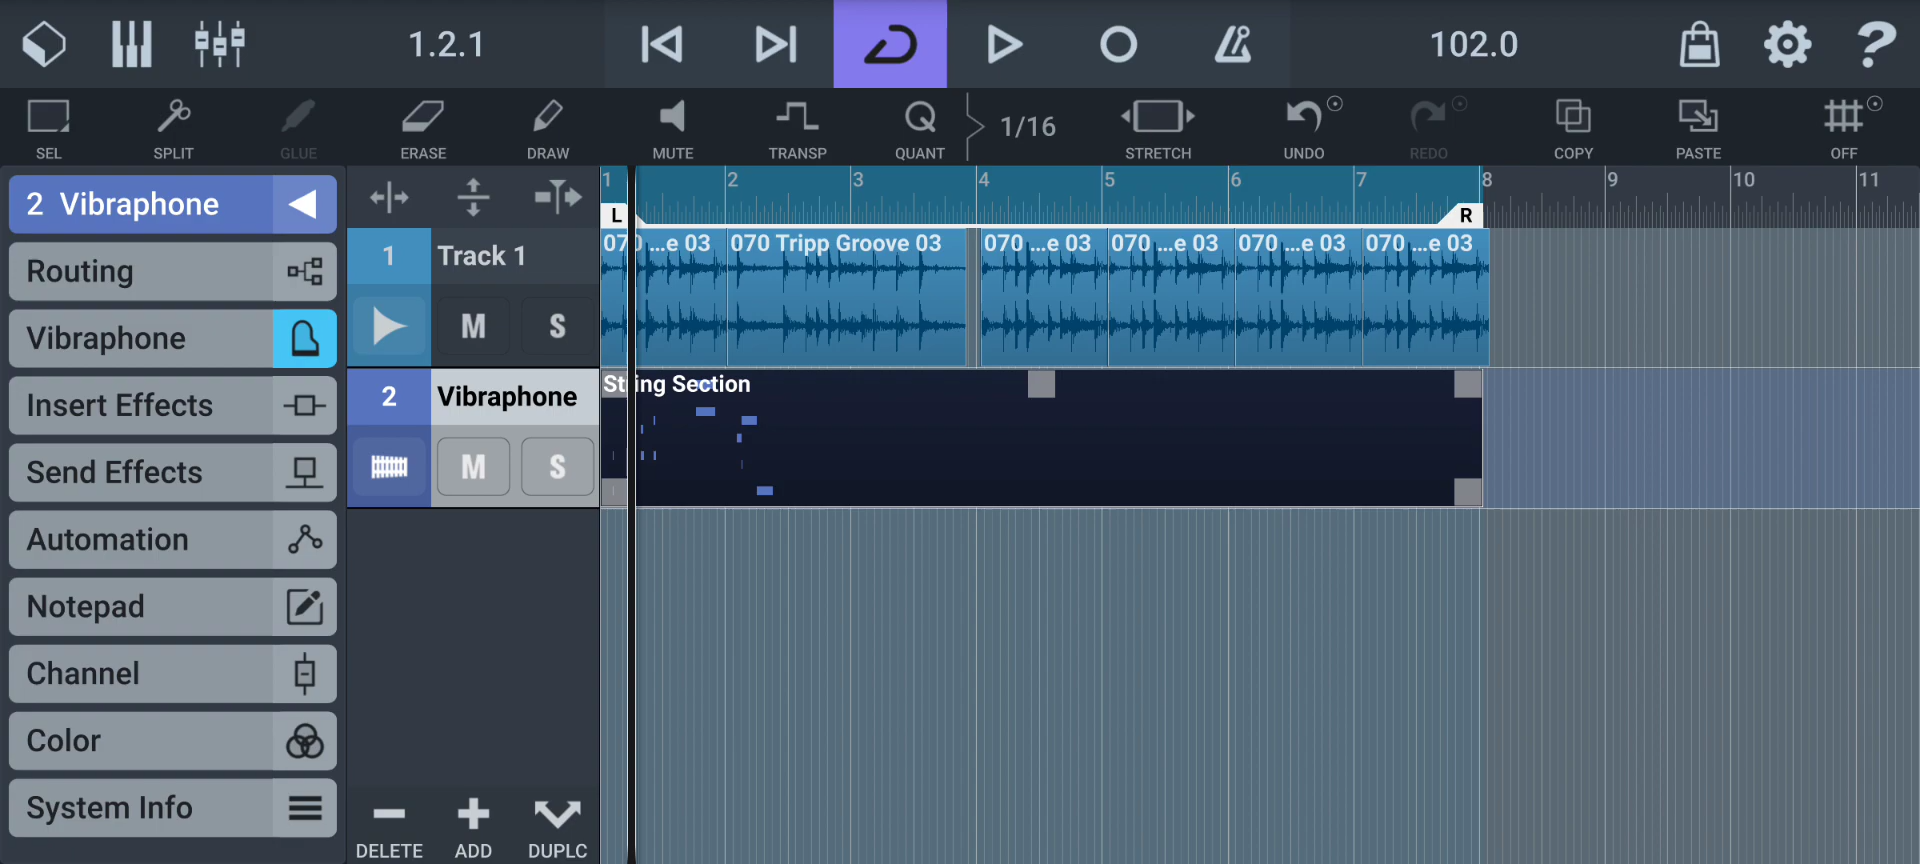 1.2.1
102.0
SEL
SPLIT
GLUE
ERASE
DRAW
MUTE
TRANSP
Q
QUANT
1/16
STRETCH
UNDO
REDO
COPY
PASTE
OFF
2 Vibraphone
Routing
Vibraphone
Insert Effects
Send Effects
Automation
Notepad
Channel
Color
System Info
1 2 3 4 5 6 7 8 9 10 11
L R
1 Track 1
M S
070 ...e 03 070 Tripp Groove 03 070 ...e 03 070 ...e 03 070 ...e 03 070 ...e 03
2 Vibraphone
M S
String Section
DELETE
ADD
DUPLC